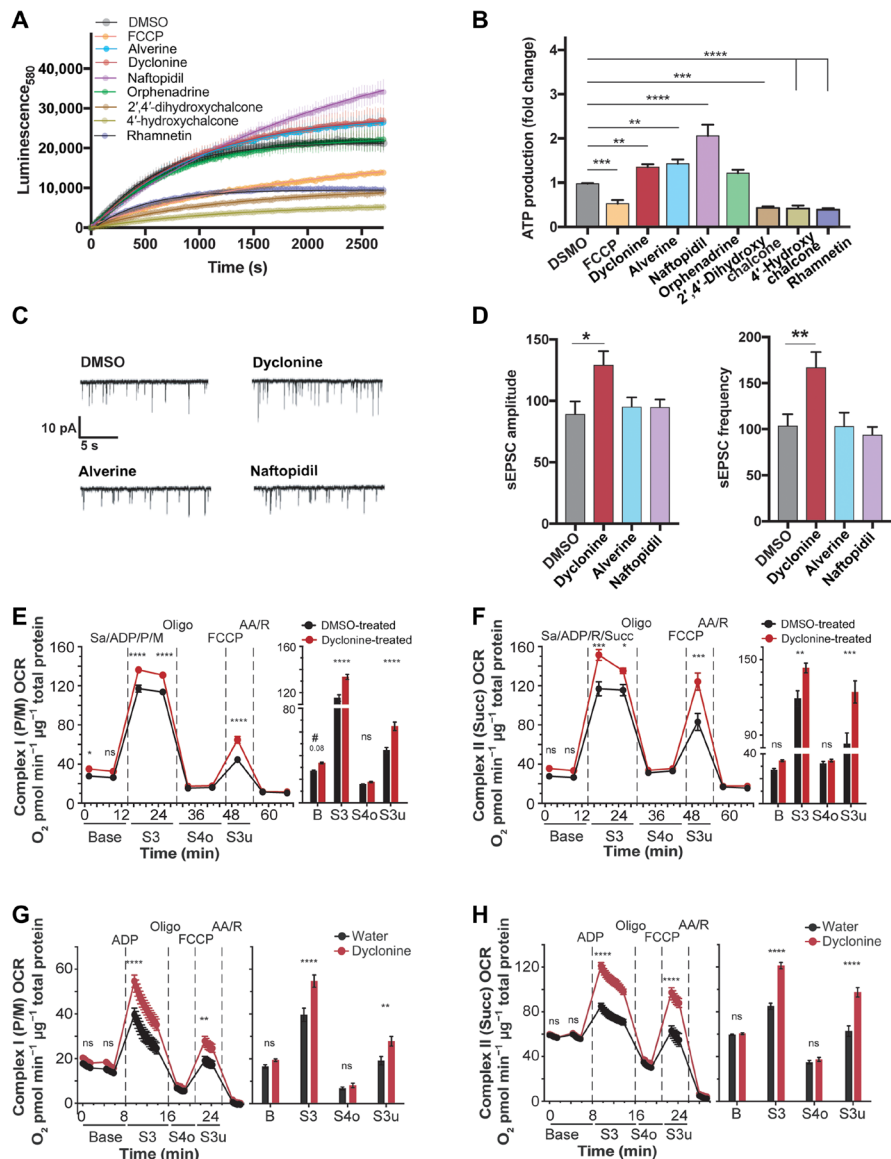 A
DMSO
FCCP
Alverine
Dyclonine
Naftopidil
Orphenadrine
2′,4′-dihydroxychalcone
4′-hydroxychalcone
Rhamnetin
Luminescence580
40,000
30,000
20,000
10,000
0
0 500 1000 1500 2000 2500
Time (s)
B
ATP production (fold change)
4
2
1
0
****
***
****
**
**
***
DSMO
FCCP
Dyclonine
Alverine
Naftopidil
Orphenadrine
2′,4′-Dihydroxy
chalcone
4′-Hydroxy
chalcone
Rhamnetin
C
DMSO
Dyclonine
10 pA
5 s
Alverine
Naftopidil
D
sEPSC amplitude
150
100
50
0
*
DMSO
Dyclonine
Alverine
Naftopidil
sEPSC frequency
200
150
100
50
0
**
DMSO
Dyclonine
Alverine
Naftopidil
E
Oligo AA/R
Sa/ADP/P/M FCCP
DMSO-treated
Dyclonine-treated
Complex I (P/M) OCR
O2 pmol min−1 μg−1 total protein
160
120
80
40
0
* ns **** **** ****
0 12 24 36 48 60
Base S3 S4o S3u
Time (min)
160
120
80
40
0
#
0.08
**** ns ****
B S3 S4o S3u
F
Oligo AA/R
Sa/ADP/R/Succ FCCP
DMSO-treated
Dyclonine-treated
Complex II (Succ) OCR
O2 pmol min−1 μg−1 total protein
160
120
80
40
0
ns ns *** * ***
0 12 24 36 48 60
Base S3 S4o S3u
Time (min)
150
90
40
20
0
ns ** ns ***
B S3 S4o S3u
G
Oligo AA/R
ADP FCCP
Water
Dyclonine
Complex I (P/M) OCR
O2 pmol min−1 μg−1 total protein
60
40
20
0
ns ns **** **
0 8 16 24
Base S3 S4o S3u
Time (min)
ns **** ns **
B S3 S4o S3u
H
Oligo AA/R
ADP FCCP
Water
Dyclonine
Complex II (Succ) OCR
O2 pmol min−1 μg−1 total protein
120
80
40
0
ns ns **** ****
0 8 16 24
Base S3 S4o S3u
Time (min)
ns **** ns ****
B S3 S4o S3u